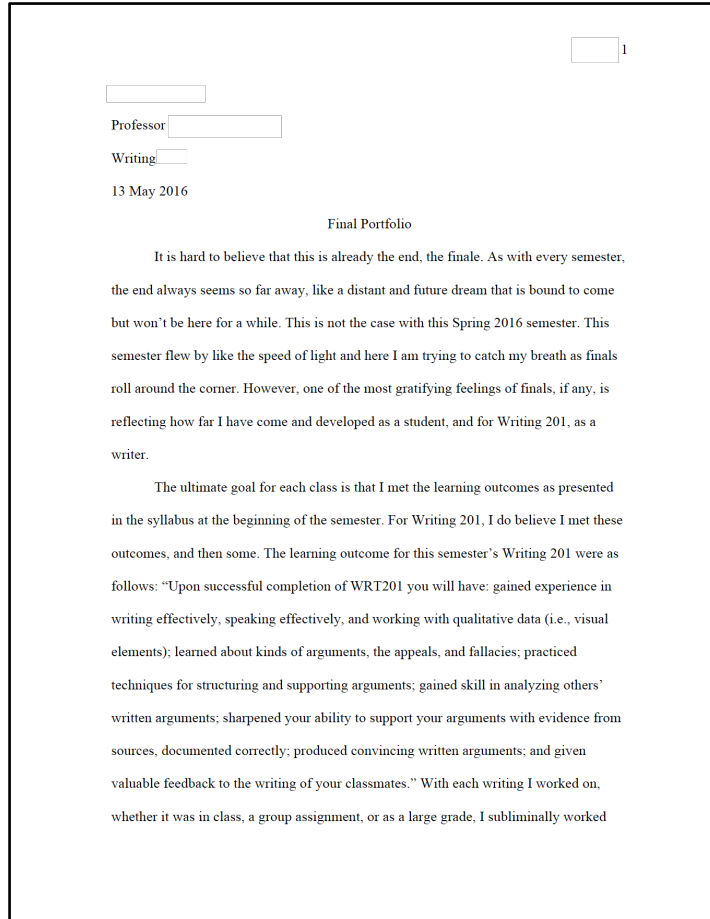 1
Professor
Writing
13 May 2016
Final Portfolio
It is hard to believe that this is already the end, the finale. As with every semester,
the end always seems so far away, like a distant and future dream that is bound to come
but won’t be here for a while. This is not the case with this Spring 2016 semester. This
semester flew by like the speed of light and here I am trying to catch my breath as finals
roll around the corner. However, one of the most gratifying feelings of finals, if any, is
reflecting how far I have come and developed as a student, and for Writing 201, as a
writer.
The ultimate goal for each class is that I met the learning outcomes as presented
in the syllabus at the beginning of the semester. For Writing 201, I do believe I met these
outcomes, and then some. The learning outcome for this semester’s Writing 201 were as
follows: “Upon successful completion of WRT201 you will have: gained experience in
writing effectively, speaking effectively, and working with qualitative data (i.e., visual
elements); learned about kinds of arguments, the appeals, and fallacies; practiced
techniques for structuring and supporting arguments; gained skill in analyzing others’
written arguments; sharpened your ability to support your arguments with evidence from
sources, documented correctly; produced convincing written arguments; and given
valuable feedback to the writing of your classmates.” With each writing I worked on,
whether it was in class, a group assignment, or as a large grade, I subliminally worked